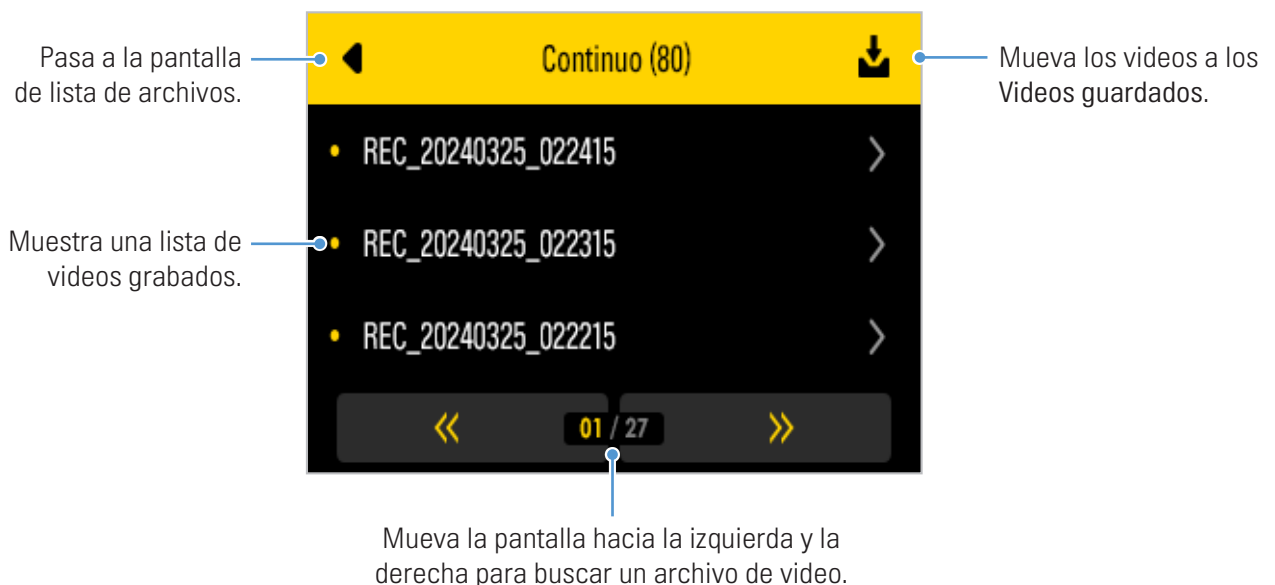 Pasa a la pantalla
de lista de archivos.
Continuo (80)
Mueva los videos a los
Videos guardados.
REC_20240325_022415
Muestra una lista de
videos grabados.
REC_20240325_022315
REC_20240325_022215
01 / 27
Mueva la pantalla hacia la izquierda y la
derecha para buscar un archivo de video.